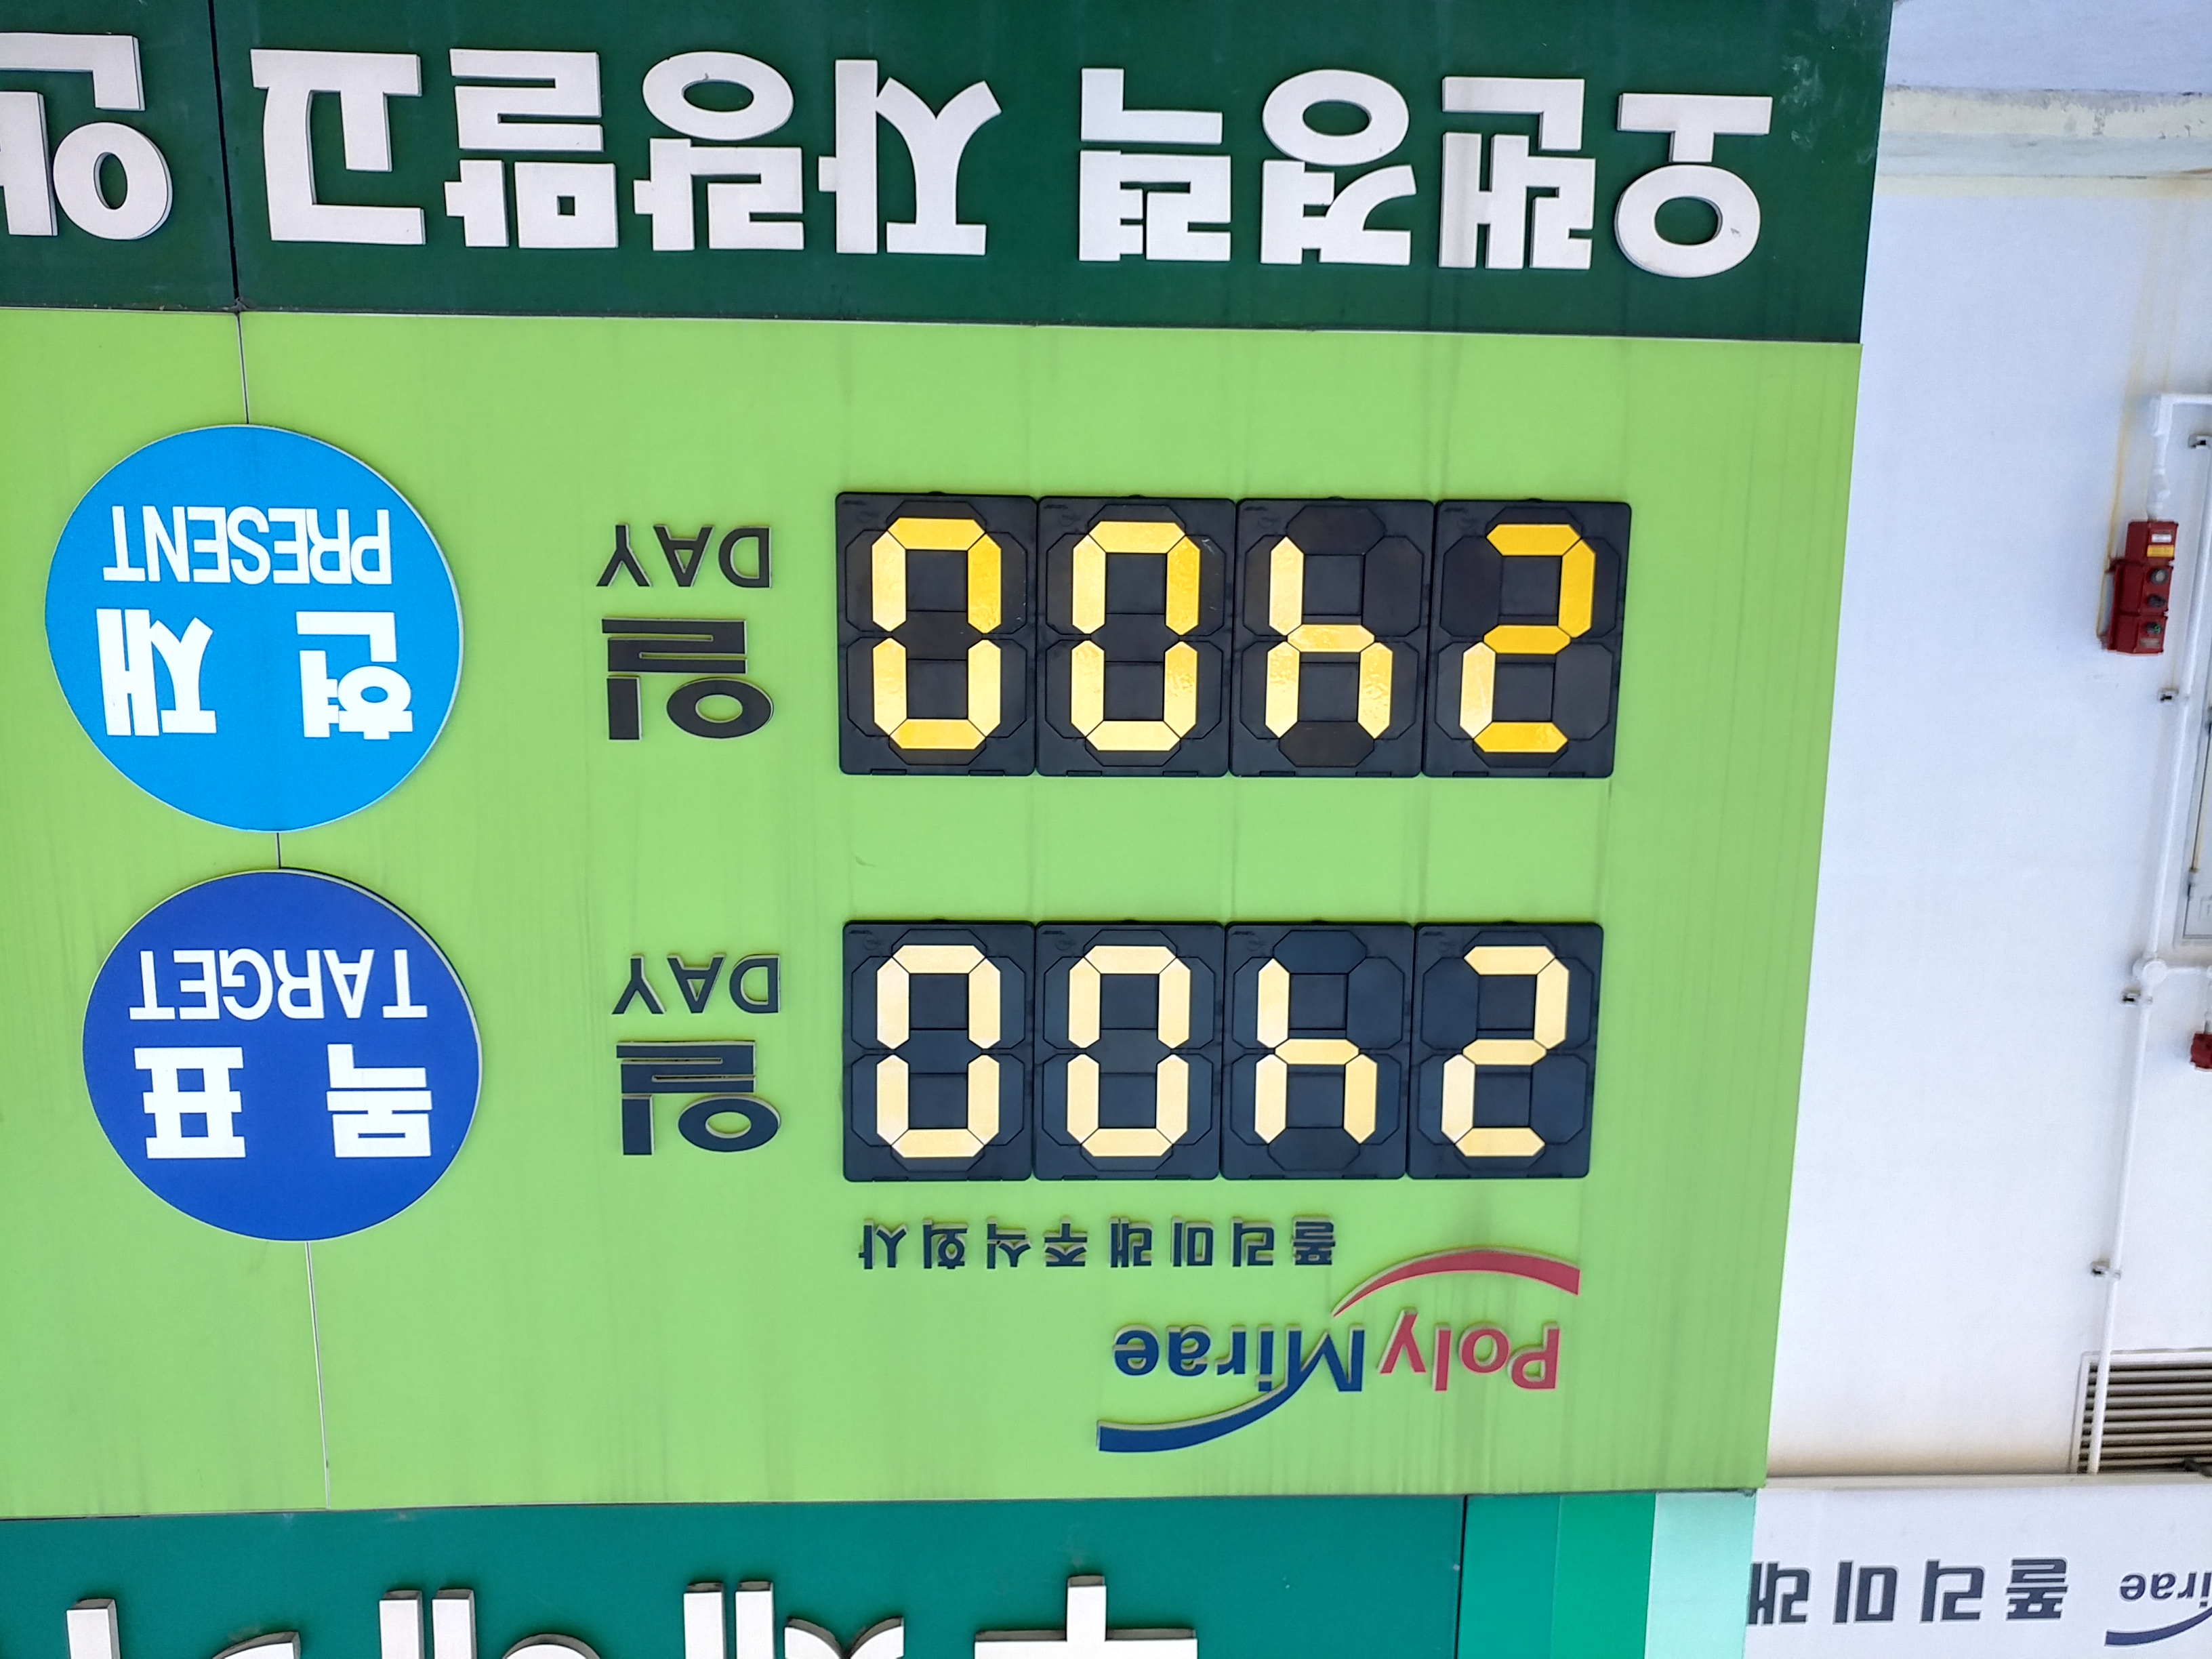 irae 폴리미래
PolyMirae
폴리미래주식회사
2400 일
DAY
목표
TARGET
2400 일
DAY
현재
PRESENT
오랜경력 자랑말고